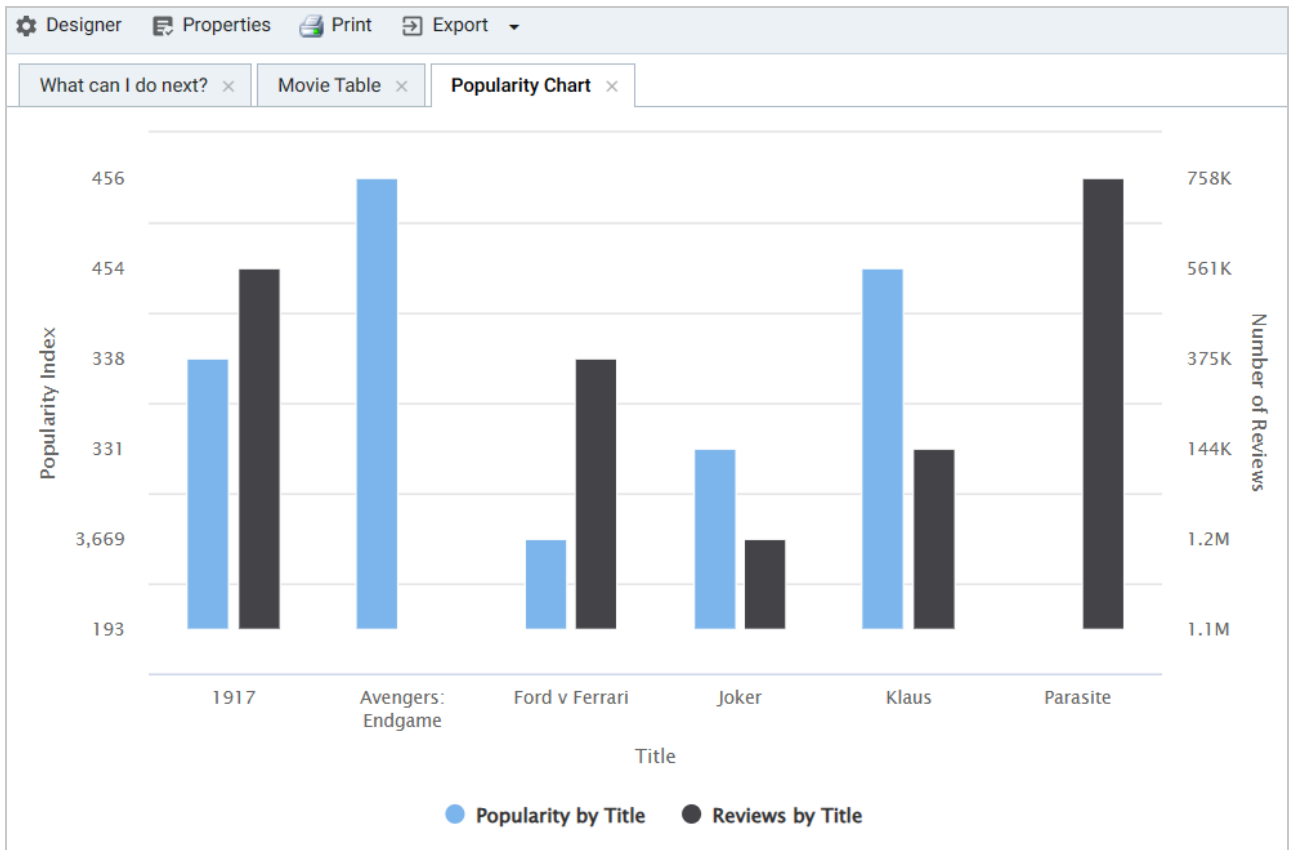 Designer Properties Print Export
What can I do next? × Movie Table × Popularity Chart ×
456
454
338
331
3,669
193
Popularity Index
758K
561K
375K
144K
1.2M
1.1M
Number of Reviews
1917 Avengers: Endgame Ford v Ferrari Joker Klaus Parasite
Title
Popularity by Title Reviews by Title